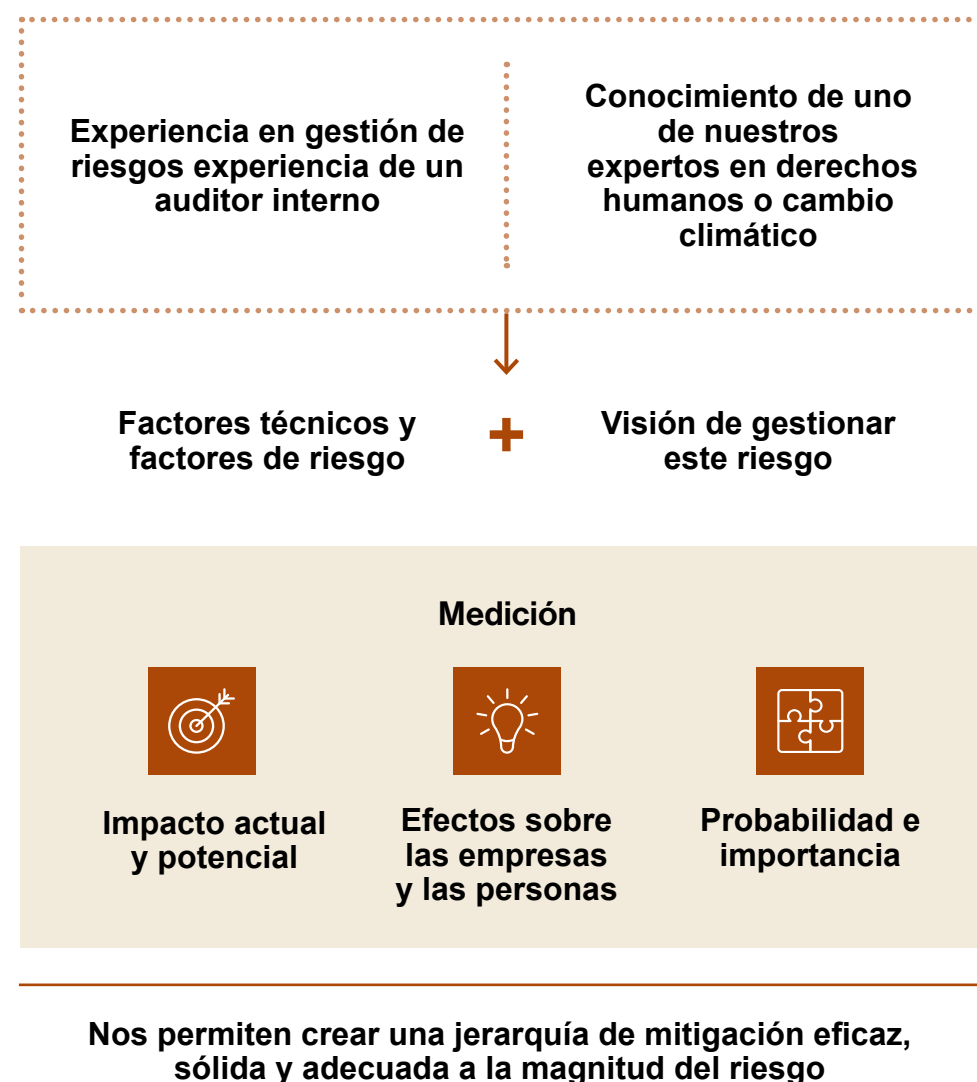 Experiencia en gestión de
riesgos experiencia de un
auditor interno
Conocimiento de uno
de nuestros
expertos en derechos
humanos o cambio
climático
Factores técnicos y
factores de riesgo
+
Visión de gestionar
este riesgo
Medición
Impacto actual
y potencial
Efectos sobre
las empresas
y las personas
Probabilidad e
importancia
Nos permiten crear una jerarquía de mitigación eficaz,
sólida y adecuada a la magnitud del riesgo